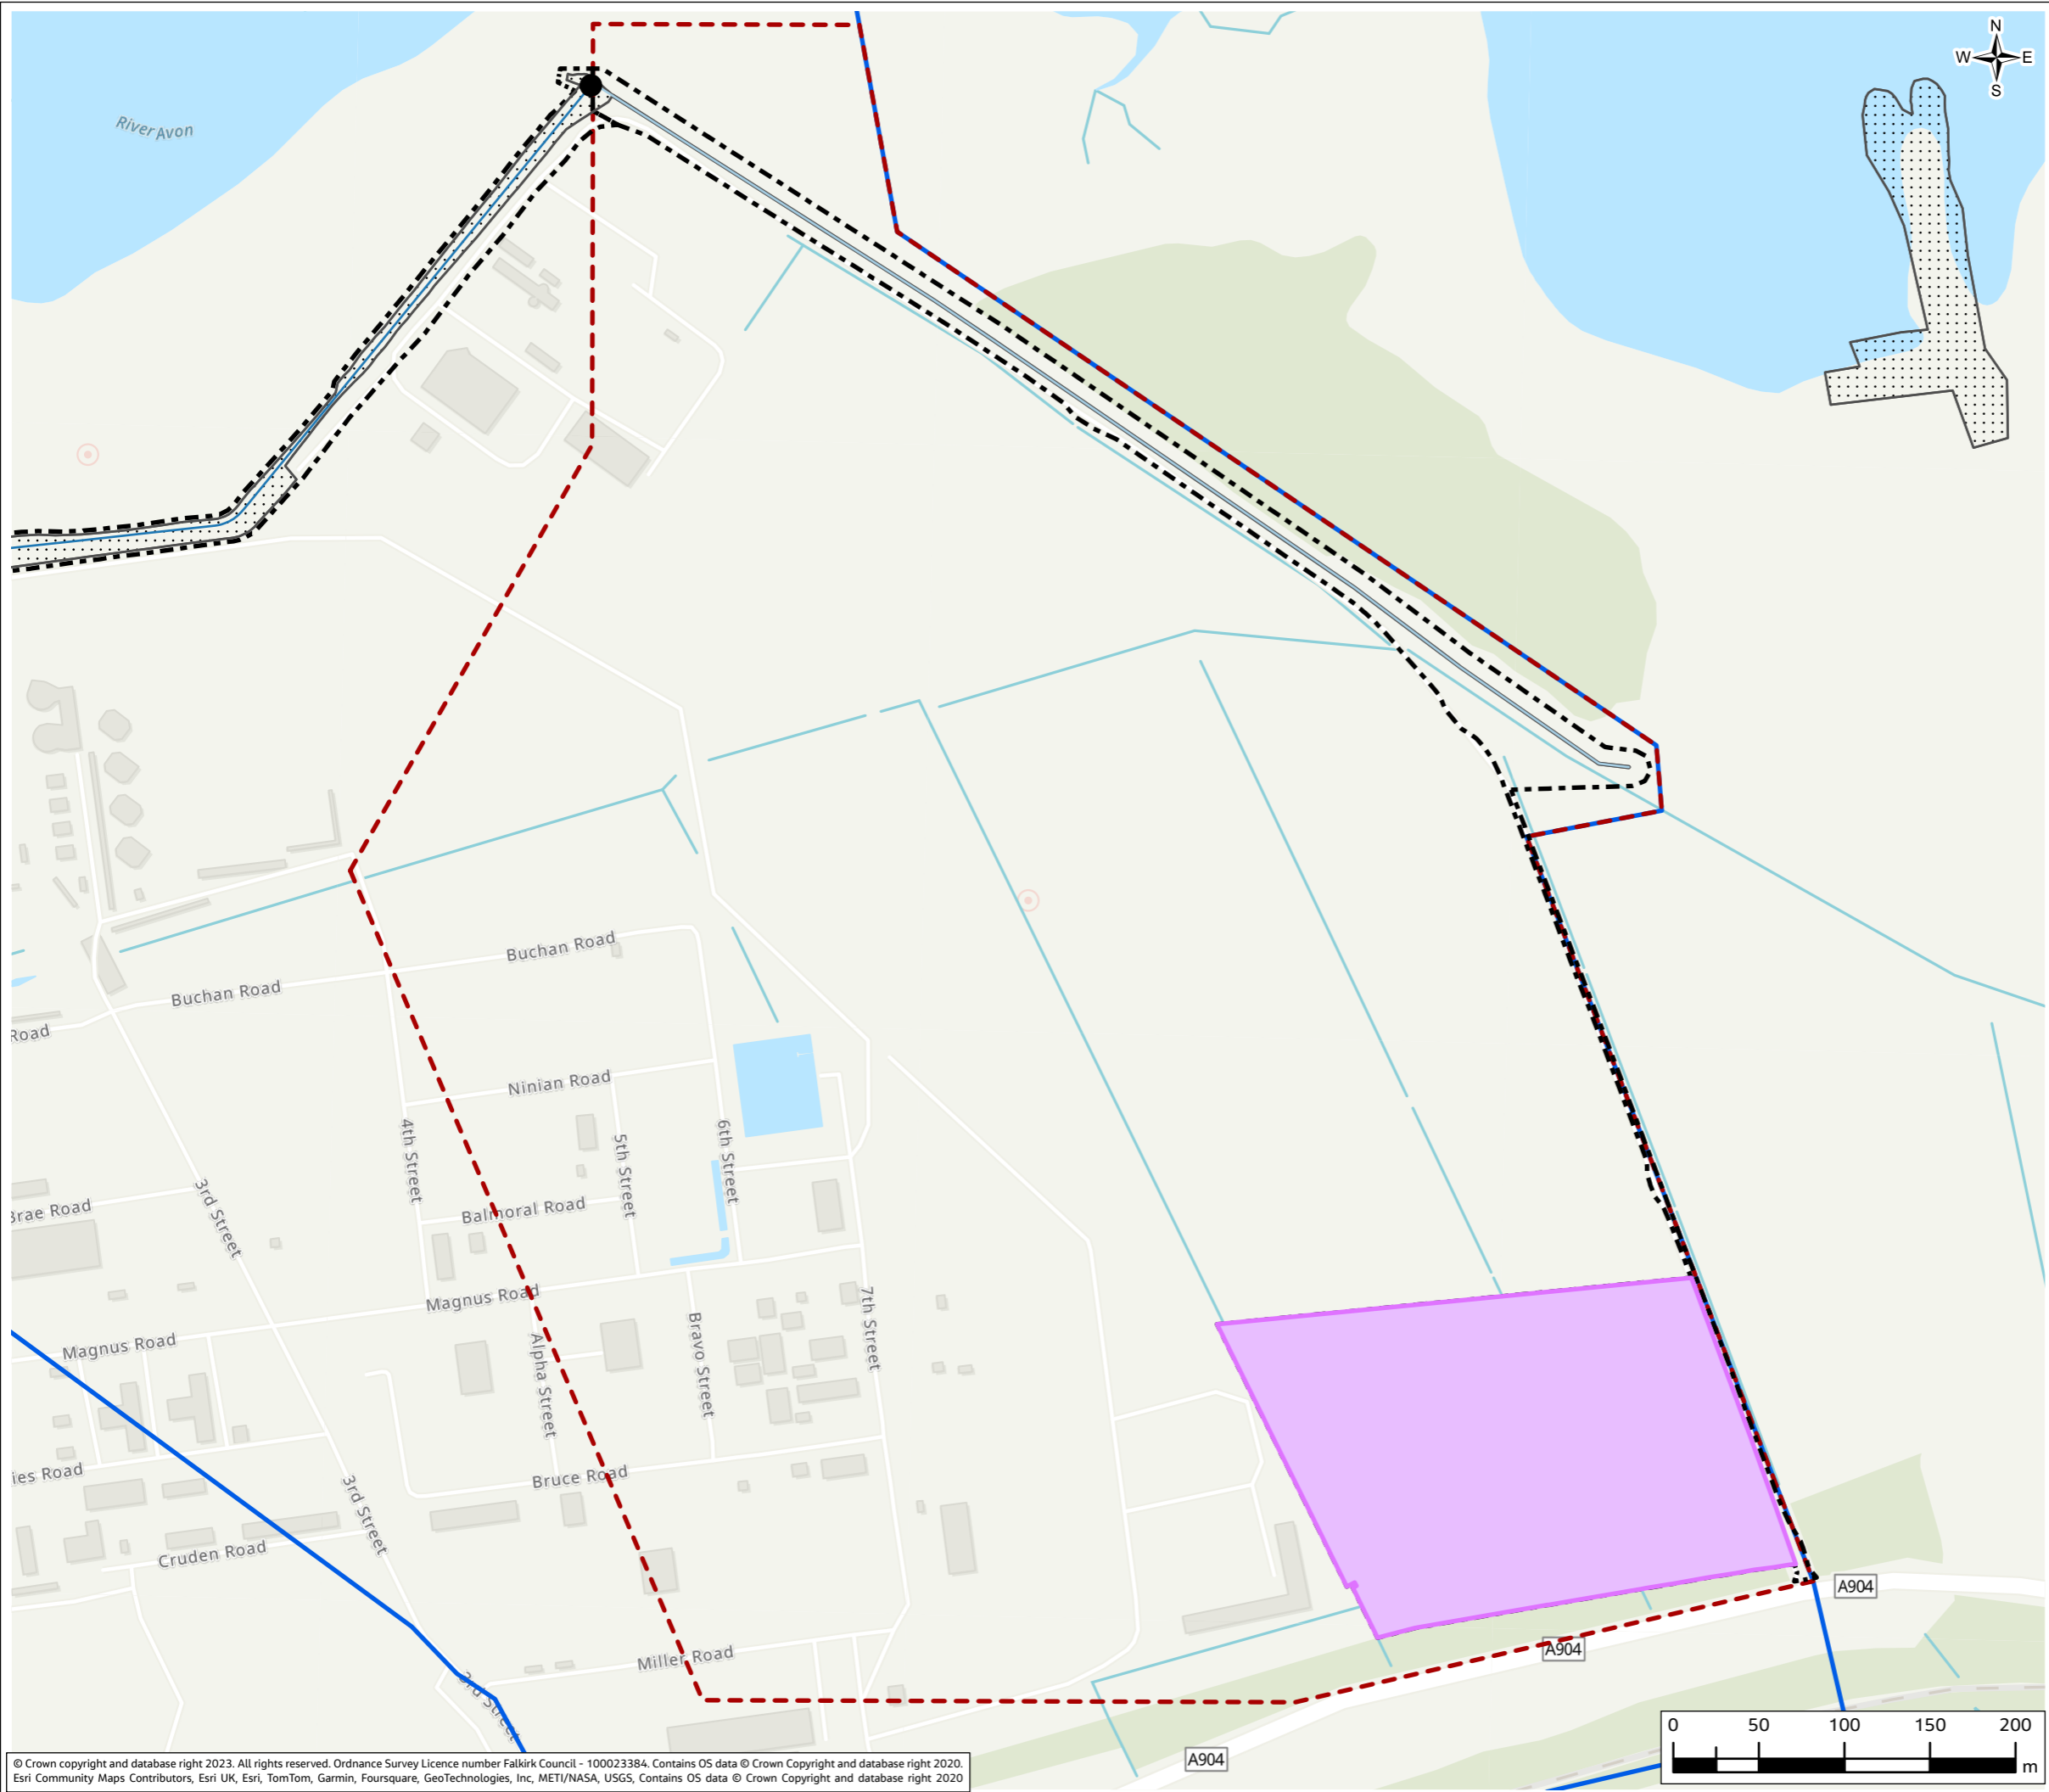 N
W E
S
River Avon
Buchan Road
Buchan Road
Road
Ninian Road
4th Street
5th Street
6th Street
3rd Street
Brae Road
Balmoral Road
Magnus Road
Magnus Road
7th Street
Alpha Street
Bravo Street
ies Road
Bruce Road
3rd Street
Cruden Road
A904
A904
Miller Road
3rd Street
A904
0 50 100 150 200
m
© Crown copyright and database right 2023. All rights reserved. Ordnance Survey Licence number Falkirk Council - 100023384. Contains OS data © Crown Copyright and database right 2020.
Esri Community Maps Contributors, Esri UK, Esri, TomTom, Garmin, Foursquare, GeoTechnologies, Inc, METI/NASA, USGS, Contains OS data © Crown Copyright and database right 2020